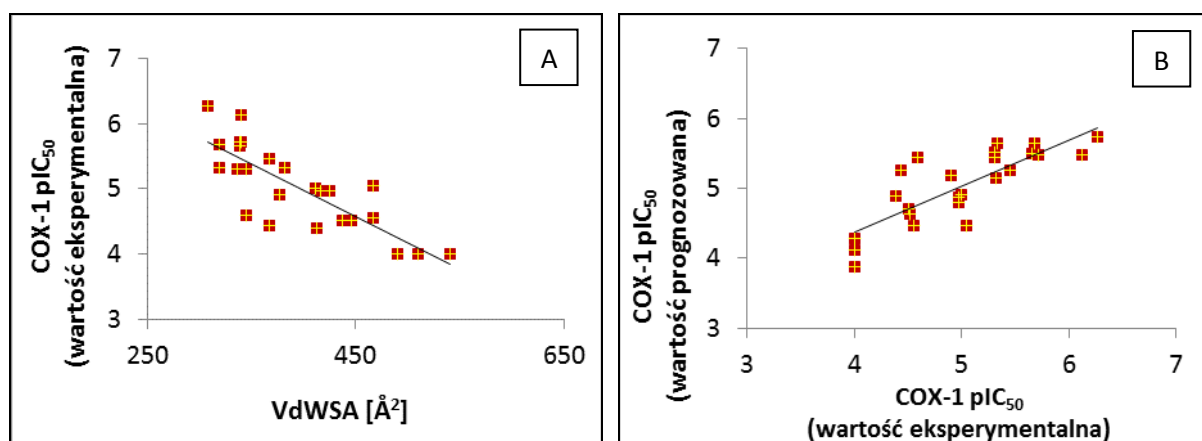 A
COX-1 pIC₅₀
(wartość eksperymentalna)
7
6
5
4
3
250
450
650
VdWSA [Å²]
B
COX-1 pIC₅₀
(wartość prognozowana)
7
6
5
4
3
3
4
5
6
7
COX-1 pIC₅₀
(wartość eksperymentalna)